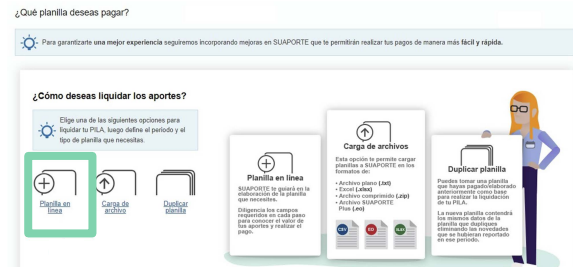 ¿Qué planilla deseas pagar?
Para garantizarte una mejor experiencia seguiremos incorporando mejoras en SUAPORTE que te permitirán realizar tus pagos de manera más fácil y rápida.
¿Cómo deseas liquidar los aportes?
Elige una de las siguientes opciones para
liquidar tu PILA, luego define el periodo y el
tipo de planilla que necesitas.
Planilla en
línea
Carga de
archivo
Duplicar
planilla
Planilla en línea
SUAPORTE te guiará en la
elaboración de la planilla
que necesites.
Diligencia los campos
requeridos en cada paso
para conocer el valor de
tus aportes y realizar el
pago.
Carga de archivos
Esta opción te permite cargar
planillas a SUAPORTE en los
formatos de:
• Archivo plano (.txt)
• Excel (.xlsx)
• Archivo comprimido (.zip)
• Archivo SUAPORTE
Plus (.eo)
CSV
EO
XLSX
Duplicar planilla
Puedes tomar una planilla
que hayas pagado/elaborado
anteriormente como base
para realizar la liquidación
de tu PILA.
La nueva planilla contendrá
los mismos datos de la
planilla que dupliques
eliminando las novedades
que se hubieran reportado
en ese periodo.